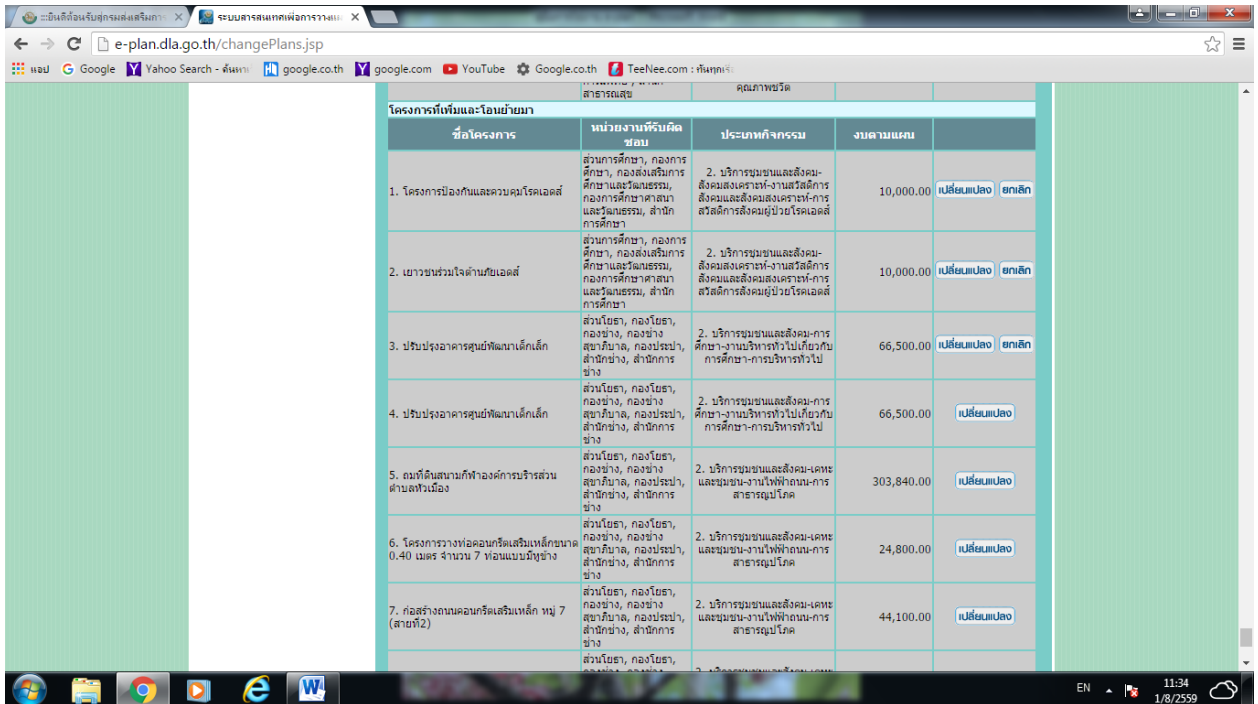 :::ยินดีต้อนรับสู่กรมส่งเสริมการ
ระบบสารสนเทศเพื่อการวางแผ
e-plan.dla.go.th/changePlans.jsp
แอป Google Yahoo Search - ค้นหา google.co.th google.com YouTube Google.co.th TeeNee.com : ทันทุกเรื
สาธารณสุข
คุณภาพชีวิต
โครงการที่เพิ่มและโอนย้ายมา
ชื่อโครงการ
หน่วยงานที่รับผิด
ชอบ
ประเภทกิจกรรม
งบตามแผน
1. โครงการป้องกันและควบคุมโรคเอดส์
ส่วนการศึกษา, กองการ
ศึกษา, กองส่งเสริมการ
ศึกษาและวัฒนธรรม,
กองการศึกษาศาสนา
และวัฒนธรรม, สำนัก
การศึกษา
2. บริการชุมชนและสังคม-
สังคมสงเคราะห์-งานสวัสดิการ
สังคมและสังคมสงเคราะห์-การ
สวัสดิการสังคมผู้ป่วยโรคเอดส์
10,000.00 เปลี่ยนแปลง ยกเลิก
2. เยาวชนร่วมใจต้านภัยเอดส์
ส่วนการศึกษา, กองการ
ศึกษา, กองส่งเสริมการ
ศึกษาและวัฒนธรรม,
กองการศึกษาศาสนา
และวัฒนธรรม, สำนัก
การศึกษา
2. บริการชุมชนและสังคม-
สังคมสงเคราะห์-งานสวัสดิการ
สังคมและสังคมสงเคราะห์-การ
สวัสดิการสังคมผู้ป่วยโรคเอดส์
10,000.00 เปลี่ยนแปลง ยกเลิก
3. ปรับปรุงอาคารศูนย์พัฒนาเด็กเล็ก
ส่วนโยธา, กองโยธา,
กองช่าง, กองช่าง
สุขาภิบาล, กองประปา,
สำนักช่าง, สำนักการ
ช่าง
2. บริการชุมชนและสังคม-การ
ศึกษา-งานบริหารทั่วไปเกี่ยวกับ
การศึกษา-การบริหารทั่วไป
66,500.00 เปลี่ยนแปลง ยกเลิก
4. ปรับปรุงอาคารศูนย์พัฒนาเด็กเล็ก
ส่วนโยธา, กองโยธา,
กองช่าง, กองช่าง
สุขาภิบาล, กองประปา,
สำนักช่าง, สำนักการ
ช่าง
2. บริการชุมชนและสังคม-การ
ศึกษา-งานบริหารทั่วไปเกี่ยวกับ
การศึกษา-การบริหารทั่วไป
66,500.00 เปลี่ยนแปลง
5. ถมที่ดินสนามกีฬาองค์การบริารส่วน
ตำบลหัวเมือง
ส่วนโยธา, กองโยธา,
กองช่าง, กองช่าง
สุขาภิบาล, กองประปา,
สำนักช่าง, สำนักการ
ช่าง
2. บริการชุมชนและสังคม-เคหะ
และชุมชน-งานไฟฟ้าถนน-การ
สาธารณูปโภค
303,840.00 เปลี่ยนแปลง
6. โครงการวางท่อคอนกรีตเสริมเหล็กขนาด
0.40 เมตร จำนวน 7 ท่อนแบบมีหูช้าง
ส่วนโยธา, กองโยธา,
กองช่าง, กองช่าง
สุขาภิบาล, กองประปา,
สำนักช่าง, สำนักการ
ช่าง
2. บริการชุมชนและสังคม-เคหะ
และชุมชน-งานไฟฟ้าถนน-การ
สาธารณูปโภค
24,800.00 เปลี่ยนแปลง
7. ก่อสร้างถนนคอนกรีตเสริมเหล็ก หมู่ 7
(สายที่2)
ส่วนโยธา, กองโยธา,
กองช่าง, กองช่าง
สุขาภิบาล, กองประปา,
สำนักช่าง, สำนักการ
ช่าง
2. บริการชุมชนและสังคม-เคหะ
และชุมชน-งานไฟฟ้าถนน-การ
สาธารณูปโภค
44,100.00 เปลี่ยนแปลง
ส่วนโยธา, กองโยธา,
EN
11:34
1/8/2559